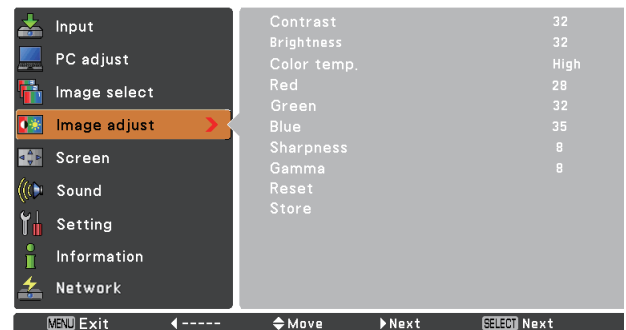 Input
PC adjust
Image select
Image adjust
Screen
Sound
Setting
Information
Network
Contrast 32
Brightness 32
Color temp. High
Red 28
Green 32
Blue 35
Sharpness 8
Gamma 8
Reset
Store
MENU Exit ◀ ----- Move ▶ Next SELECT Next